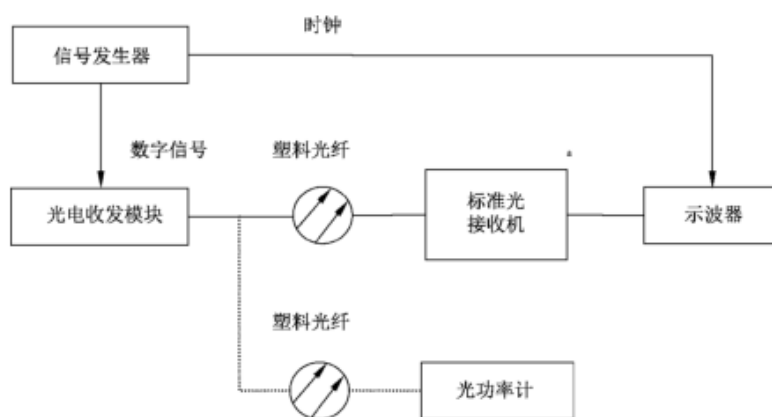 时钟
信号发生器
数字信号
塑料光纤
光电收发模块
标准光
接收机
示波器
塑料光纤
光功率计